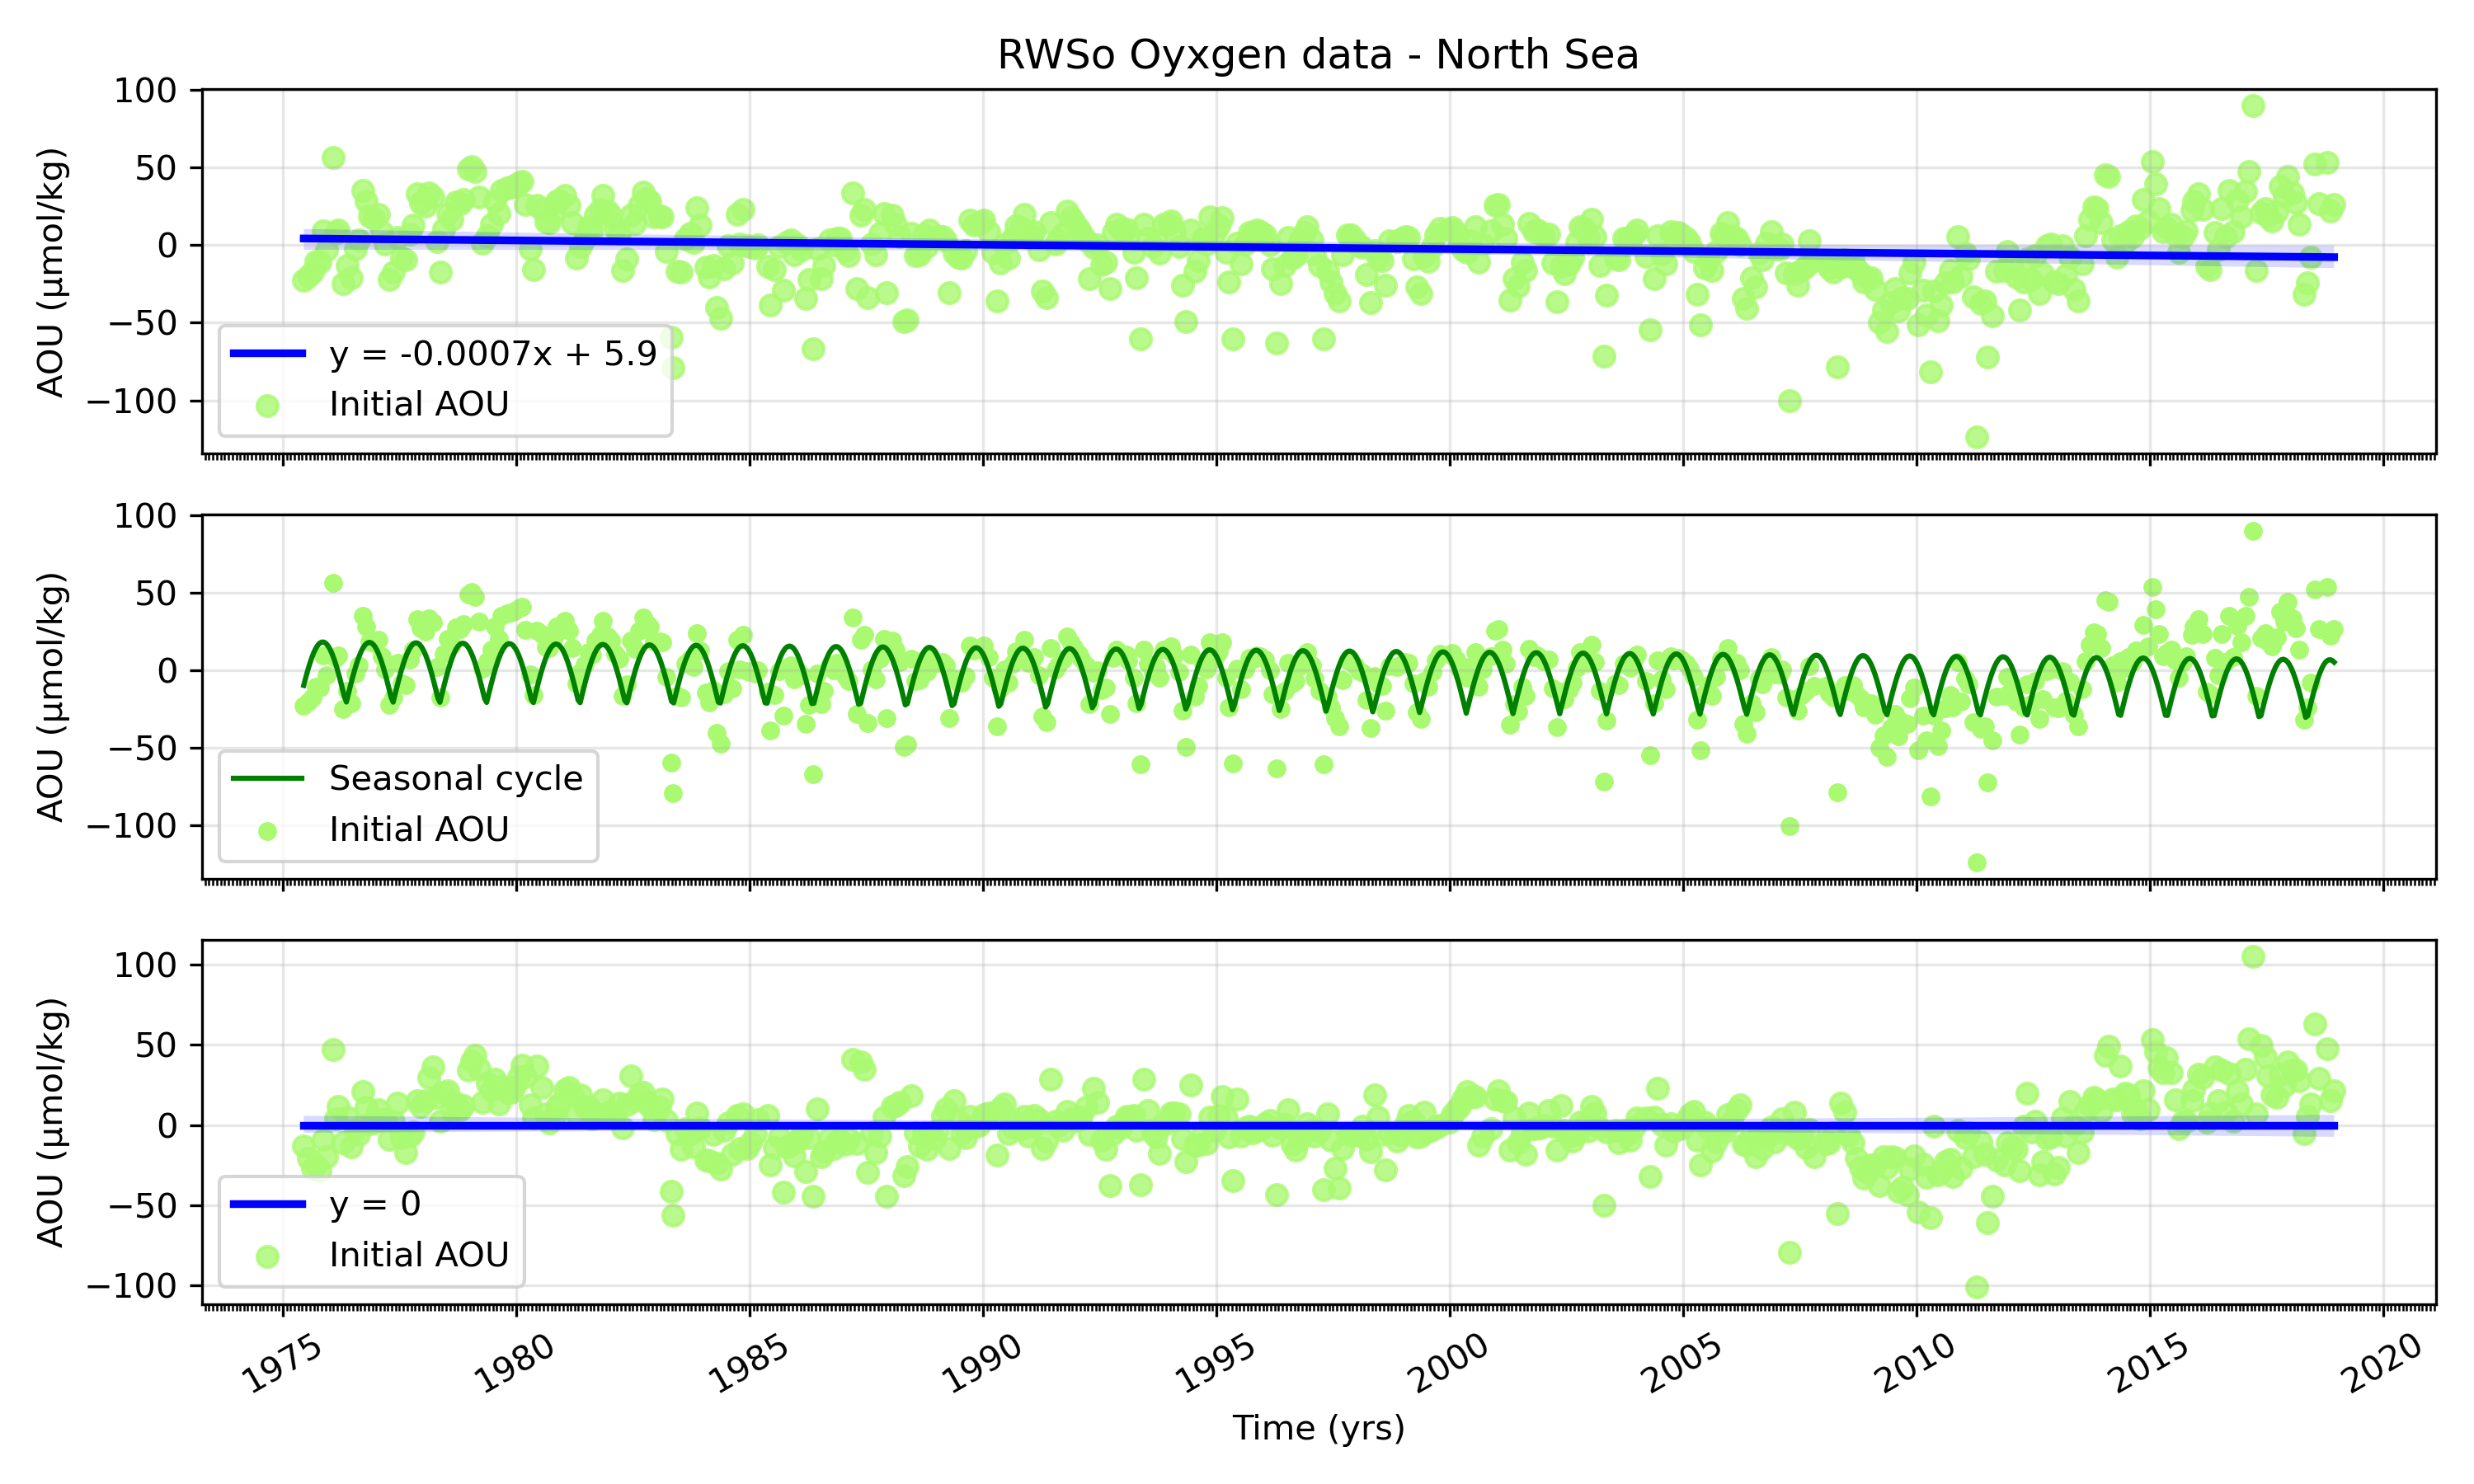 RWSo Oyxgen data - North Sea
100
50
0
−50
−100
AOU (μmol/kg)
y = -0.0007x + 5.9
Initial AOU
100
50
0
−50
−100
AOU (μmol/kg)
Seasonal cycle
Initial AOU
100
50
0
−50
−100
AOU (μmol/kg)
y = 0
Initial AOU
1975 1980 1985 1990 1995 2000 2005 2010 2015 2020
Time (yrs)